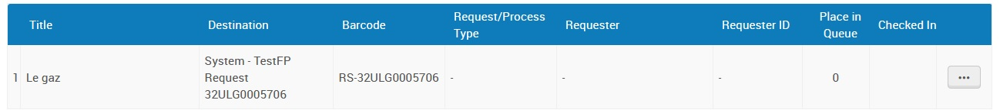 Title Destination Barcode Request/Process Type Requester Requester ID Place in Queue Checked In
1 Le gaz System - TestFP Request 32ULG0005706 RS-32ULG0005706 - - - 0 •••